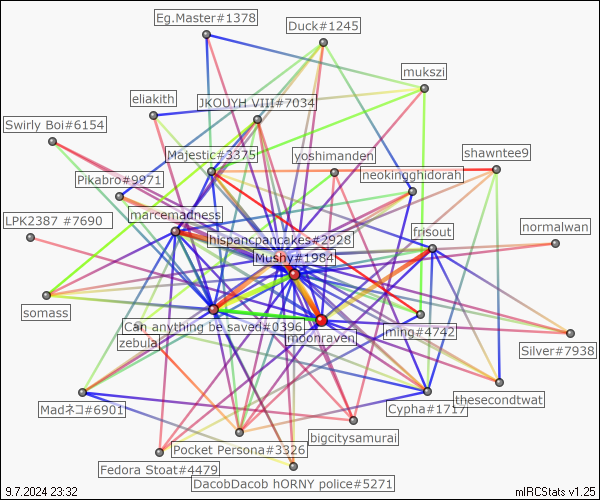 Eg.Master#1378
Duck#1245
mukszi
eliakith
JKOUYH VIII#7034
Swirly Boi#6154
Majestic#3375
yoshimanden
shawntee9
neokingghidorah
Pikabro#9971
marcemadness
LPK2387 #7690
normalwan
frisout
hispancpancakes#2928
Mushy#1984
somass
Can anything be saved#0396
ming#4742
zebula
moonraven
Silver#7938
thesecondtwat
Madネコ#6901
Cypha#1717
bigcitysamurai
Pocket Persona#3326
Fedora Stoat#4479
DacobDacob hORNY police#5271
9.7.2024 23:32
mIRCStats v1.25